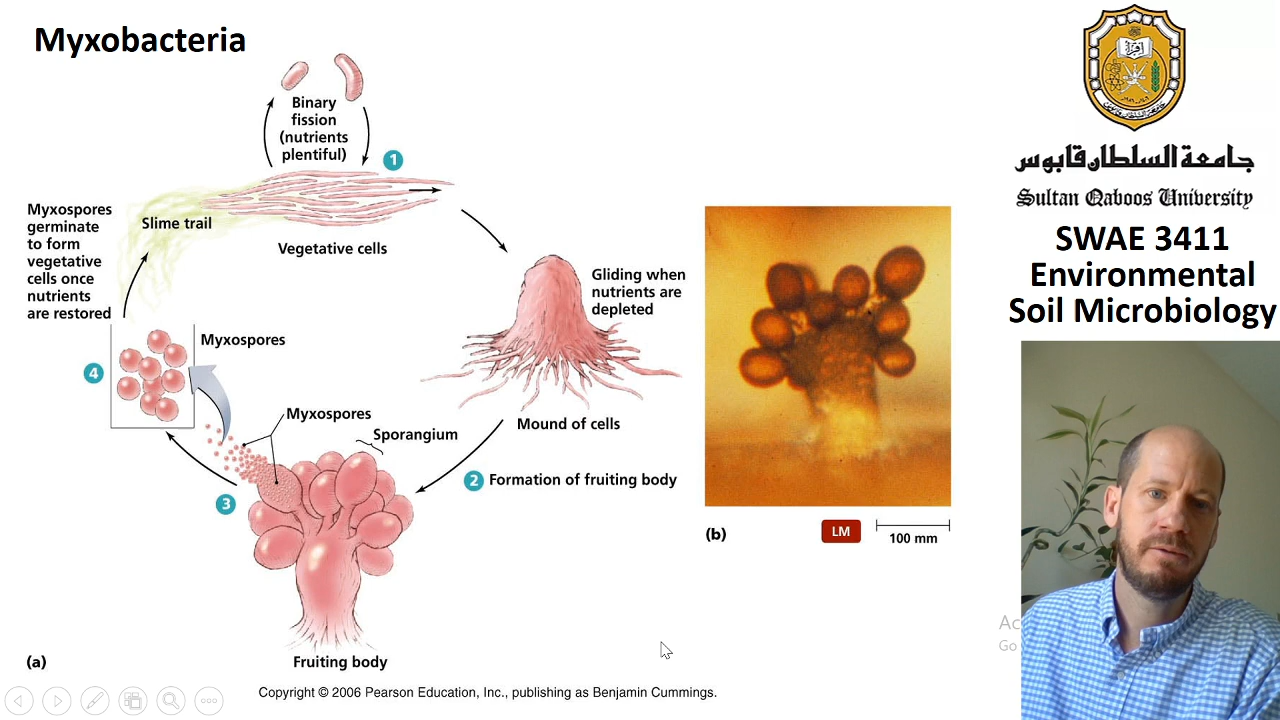 Myxobacteria
Binary
fission
(nutrients
plentiful)
1
Slime trail
Vegetative cells
Myxospores
germinate
to form
vegetative
cells once
nutrients
are restored
Gliding when
nutrients are
depleted
Mound of cells
2 Formation of fruiting body
Myxospores
Sporangium
3
Fruiting body
4
Myxospores
(a)
(b)
LM
100 mm
Copyright © 2006 Pearson Education, Inc., publishing as Benjamin Cummings.
جامعة السلطان قابوس
Sultan Qaboos University
SWAE 3411
Environmental
Soil Microbiology
Go